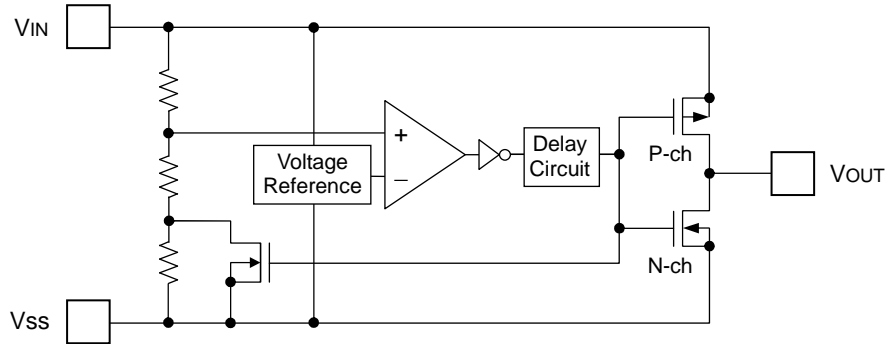 VIN
+
Voltage
Reference
−
Delay
Circuit
P-ch
VOUT
N-ch
VSS